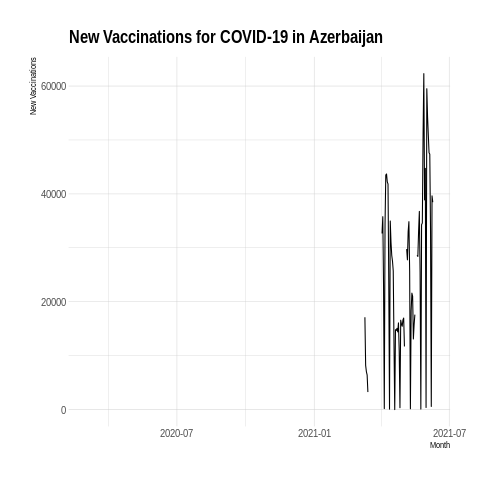 New Vaccinations for COVID-19 in Azerbaijan
New Vaccinations
60000
40000
20000
0
2020-07
2021-01
2021-07
Month